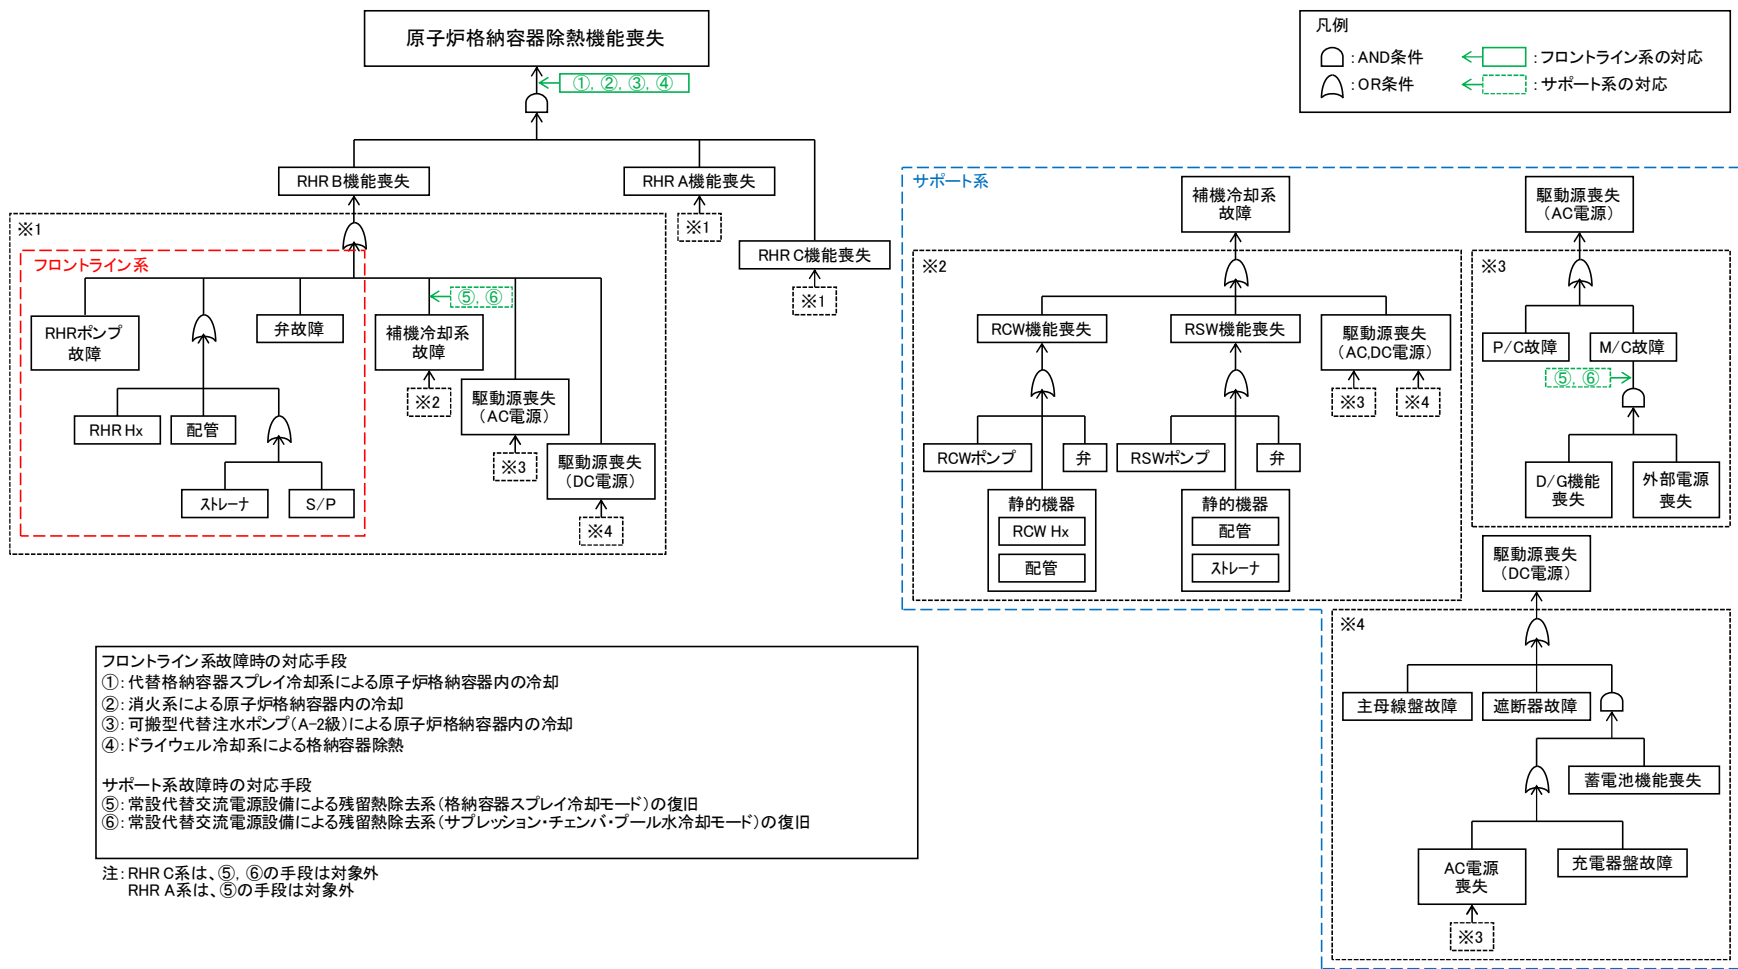 原子炉格納容器除熱機能喪失
①, ②, ③, ④
凡例
:AND条件
:フロントライン系の対応
:OR条件
:サポート系の対応
RHR B機能喪失
RHR A機能喪失
※1
RHR C機能喪失
※1
※1
フロントライン系
⑤, ⑥
RHRポンプ
故障
弁故障
補機冷却系
故障
※2
駆動源喪失
(AC電源)
※3
駆動源喪失
(DC電源)
※4
RHR Hx
配管
ストレーナ
S/P
サポート系
補機冷却系
故障
※2
RCW機能喪失
RSW機能喪失
駆動源喪失
(AC,DC電源)
※3
※4
RCWポンプ
弁
RSWポンプ
弁
静的機器
RCW Hx
配管
静的機器
配管
ストレーナ
駆動源喪失
(AC電源)
※3
P/C故障
M/C故障
⑤, ⑥
D/G機能
喪失
外部電源
喪失
駆動源喪失
(DC電源)
※4
主母線盤故障
遮断器故障
蓄電池機能喪失
AC電源
喪失
充電器盤故障
※3
フロントライン系故障時の対応手段
①:代替格納容器スプレイ冷却系による原子炉格納容器内の冷却
②:消火系による原子炉格納容器内の冷却
③:可搬型代替注水ポンプ(A-2級)による原子炉格納容器内の冷却
④:ドライウェル冷却系による格納容器除熱
サポート系故障時の対応手段
⑤:常設代替交流電源設備による残留熱除去系(格納容器スプレイ冷却モード)の復旧
⑥:常設代替交流電源設備による残留熱除去系(サプレッション・チェンバ・プール水冷却モード)の復旧
注:RHR C系は、⑤, ⑥の手段は対象外
RHR A系は、⑤の手段は対象外